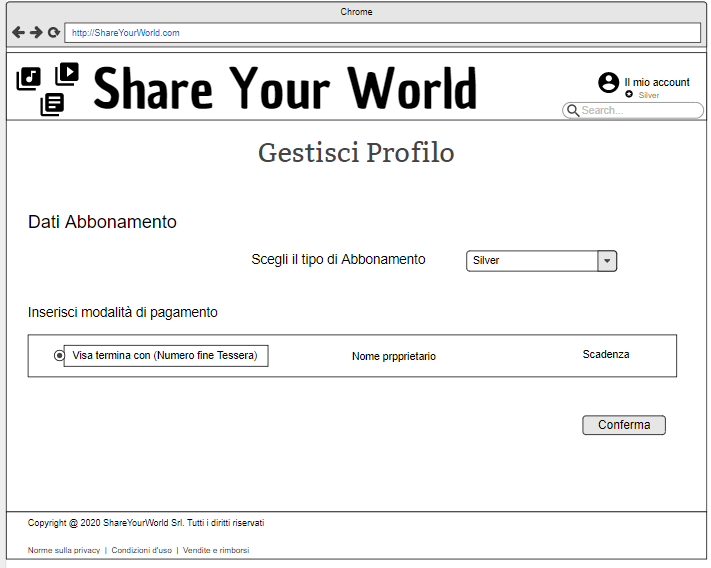 Chrome
http://ShareYourWorld.com
Share Your World
Il mio account
Silver
Search...
Gestisci Profilo
Dati Abbonamento
Scegli il tipo di Abbonamento
Silver
Inserisci modalità di pagamento
Visa termina con (Numero fine Tessera)
Nome prpprietario
Scadenza
Conferma
Copyright @ 2020 ShareYourWorld Srl. Tutti i diritti riservati
Norme sulla privacy | Condizioni d'uso | Vendite e rimborsi